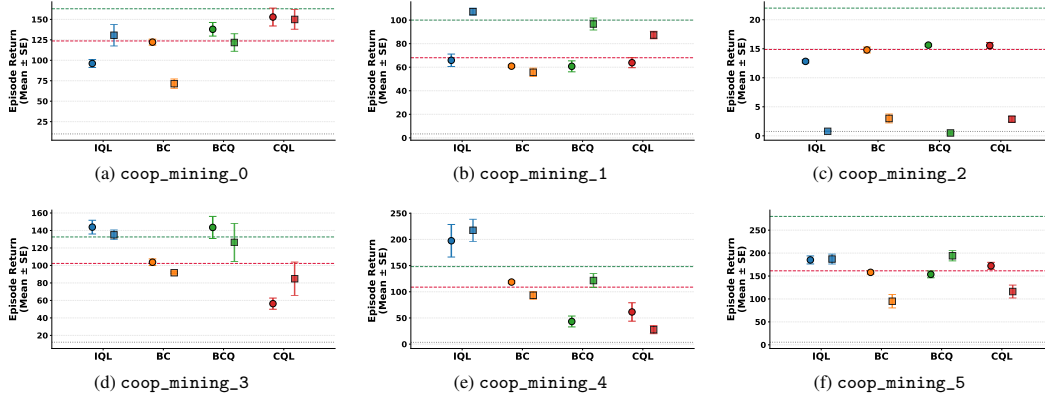 Episode Return
(Mean ± SE)
150
125
100
75
50
25
IQL BC BCQ CQL
(a) coop_mining_0
Episode Return
(Mean ± SE)
100
80
60
40
20
0
IQL BC BCQ CQL
(b) coop_mining_1
Episode Return
(Mean ± SE)
20
15
10
5
0
IQL BC BCQ CQL
(c) coop_mining_2
Episode Return
(Mean ± SE)
160
140
120
100
80
60
40
20
IQL BC BCQ CQL
(d) coop_mining_3
Episode Return
(Mean ± SE)
250
200
150
100
50
0
IQL BC BCQ CQL
(e) coop_mining_4
Episode Return
(Mean ± SE)
250
200
150
100
50
0
IQL BC BCQ CQL
(f) coop_mining_5